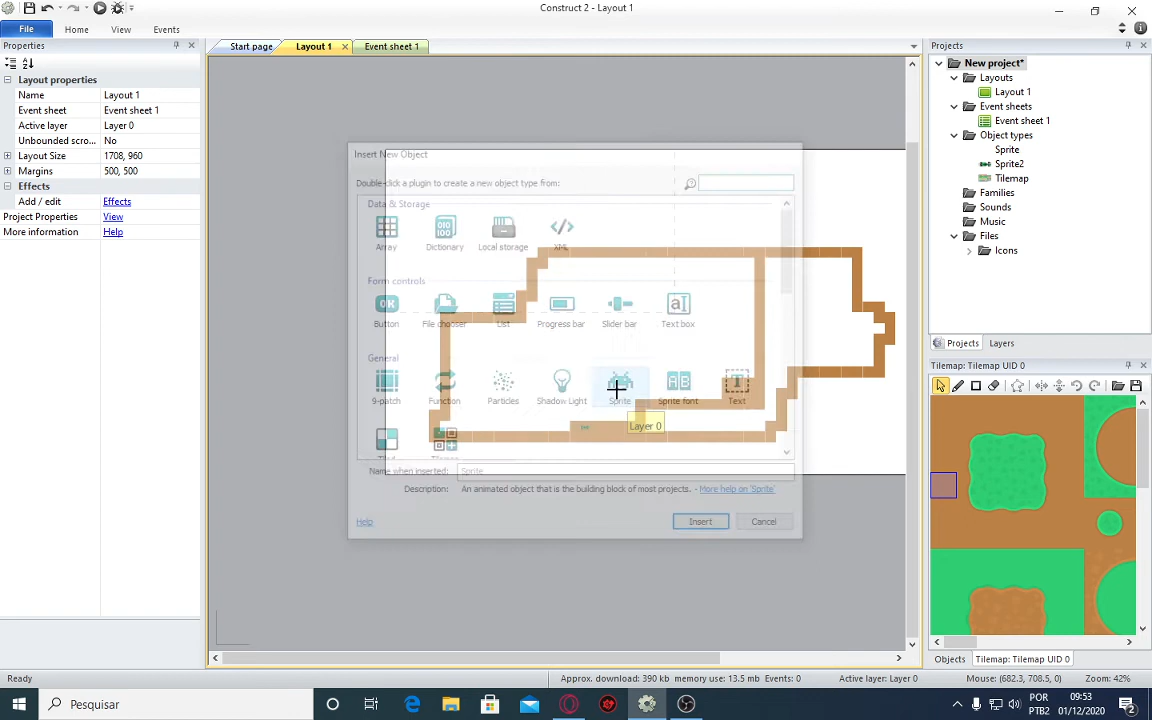 Construct 2 - Layout 1
File Home View Events
Properties
Start page Layout 1 Event sheet 1
Projects
Layout properties
Name Layout 1
Event sheet Event sheet 1
Active layer Layer 0
Unbounded scro... No
Layout Size 1708, 960
Margins 500, 500
Effects
Add / edit Effects
Project Properties View
More information Help
Insert New Object
Double-click a plugin to create a new object type from:
Data & Storage
Array Dictionary Local storage XML
Form controls
Button File chooser List Progress bar Slider bar Text box
General
9-patch Function Particles Shadow Light Sprite Sprite font Text
Layer 0
Name when inserted: Sprite
Description: An animated object that is the building block of most projects. - More help on 'Sprite'
Help Insert Cancel
New project*
Layouts
Layout 1
Event sheets
Event sheet 1
Object types
Sprite
Sprite2
Tilemap
Families
Sounds
Music
Files
Icons
Projects Layers
Tilemap: Tilemap UID 0
Objects Tilemap: Tilemap UID 0
Ready Approx. download: 390 kb memory use: 13.5 mb Events: 0 Active layer: Layer 0 Mouse: (682.3, 708.5, 0) Zoom: 42%
Pesquisar
POR
PTB2
09:53
01/12/2020
2